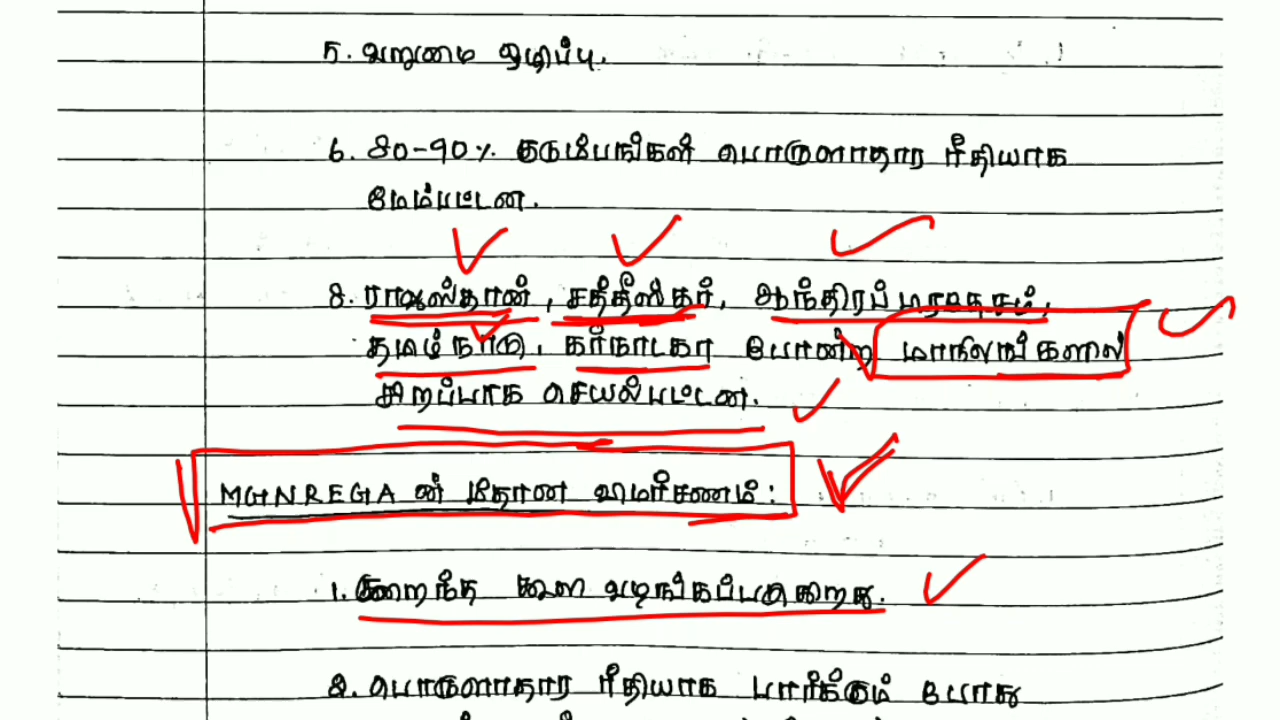 5. வறுமை ஒழிப்பு.
6. 80-90% குடும்பங்கள் பொருளாதார ரீதியாக
மேம்பட்டன.
8. ராஜஸ்தான், சத்தீஸ்கர், ஆந்திரப் பிரதேசம்,
தமிழ்நாடு, கர்நாடகா போன்ற மாநிலங்களில்
சிறப்பாக செயல்பட்டன.
MGNREGA ன் மீதான விமர்சணம் :
1. குறைந்த கூலி வழங்கப்படுகிறது.
2. பொருளாதார ரீதியாக பார்க்கும் போது